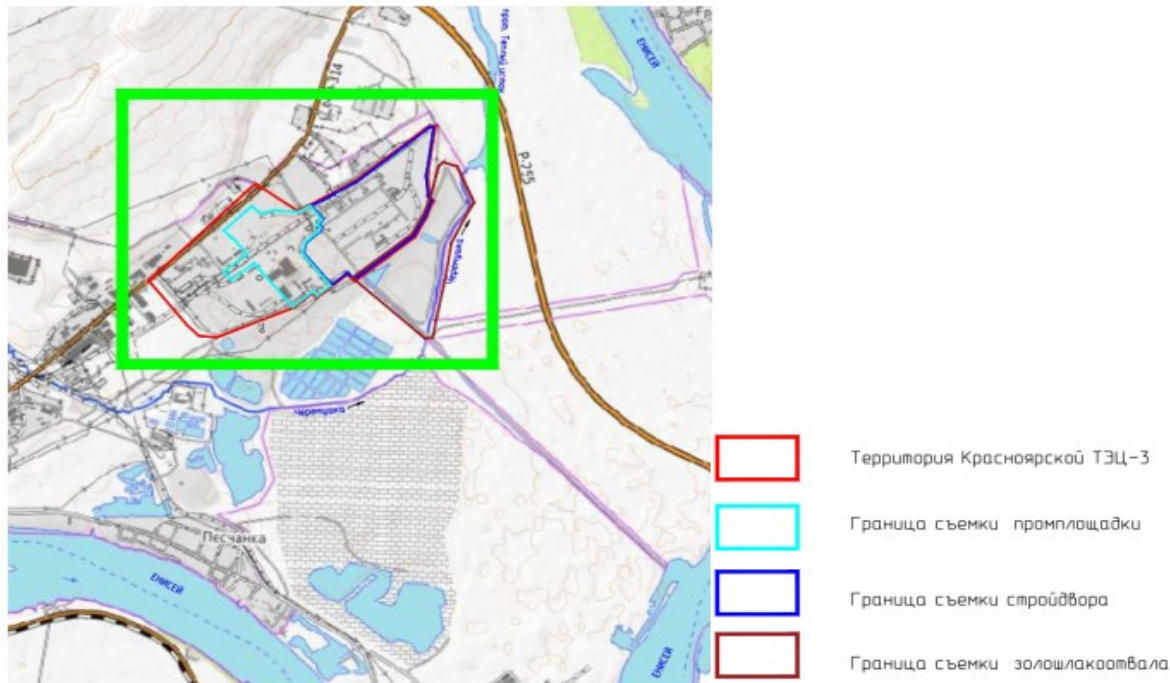 ЕНИСЕЙ
Р-255
Черемушка
Черемушка
Песчанка
ЕНИСЕЙ
ЕНИСЕЙ
Территория Красноярской ТЭЦ-3
Граница съемки промплощадки
Граница съемки стройдвора
Граница съемки золошлакоотвала